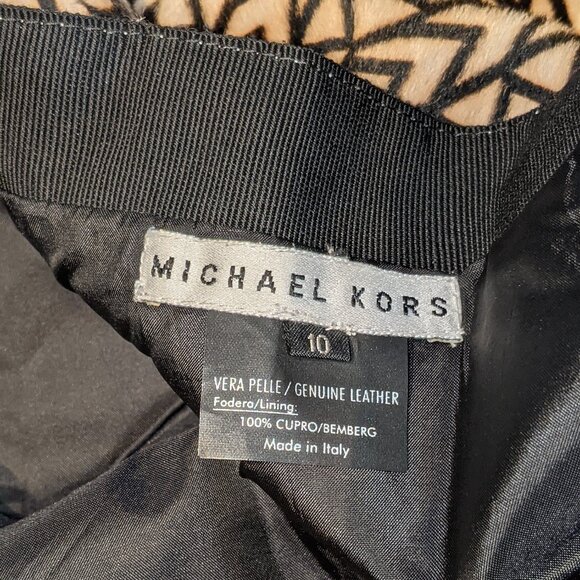 MICHAEL KORS
10
VERA PELLE / GENUINE LEATHER
Fodero/Lining:
100% CUPRO/BEMBERG
Made in Italy